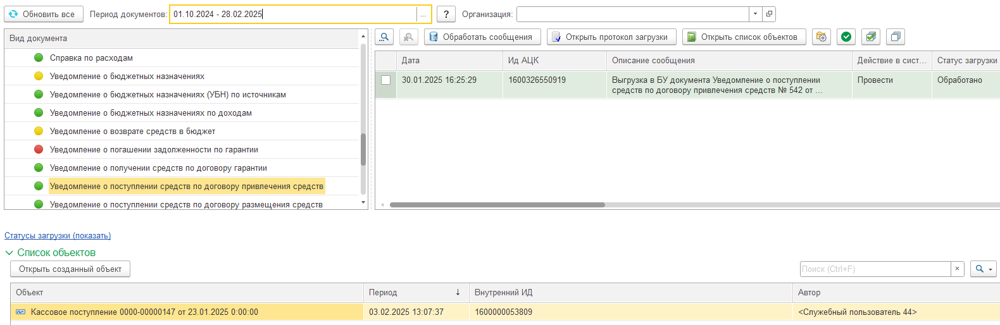 Обновить все Период документов: 01.10.2024 - 28.02.2025 ... ? Организация:
Вид документа
Справка по расходам
Уведомление о бюджетных назначениях
Уведомление о бюджетных назначениях (УБН) по источникам
Уведомление о бюджетных назначениях по доходам
Уведомление о возврате средств в бюджет
Уведомление о погашении задолженности по гарантии
Уведомление о получении средств по договору гарантии
Уведомление о поступлении средств по договору привлечения средств
Уведомление о поступлении средств по договору размещения средств
Обработать сообщения Открыть протокол загрузки Открыть список объектов
Дата Ид АЦК Описание сообщения Действие в сист... Статус загрузки
30.01.2025 16:25:29 1600326550919 Выгрузка в БУ документа Уведомление о поступлении Провести Обработано
средств по договору привлечения средств № 542 от ...
Статусы загрузки (показать)
Список объектов
Открыть созданный объект Поиск (Ctrl+F) ×
Объект Период ↓ Внутренний ИД Автор
Кассовое поступление 0000-00000147 от 23.01.2025 0:00:00 03.02.2025 13:07:37 1600000053809 <Служебный пользователь 44>